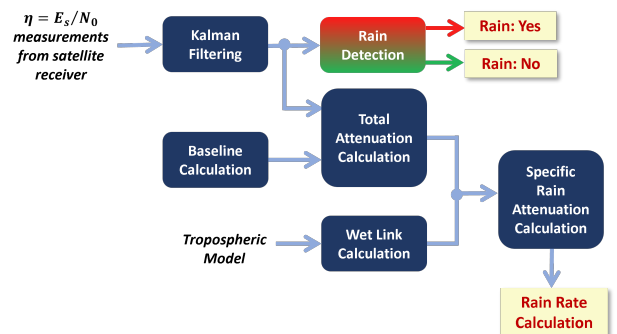 η = Eₛ/N₀
measurements
from satellite
receiver
Kalman
Filtering
Rain
Detection
Rain: Yes
Rain: No
Baseline
Calculation
Total
Attenuation
Calculation
Tropospheric
Model
Wet Link
Calculation
Specific
Rain
Attenuation
Calculation
Rain Rate
Calculation